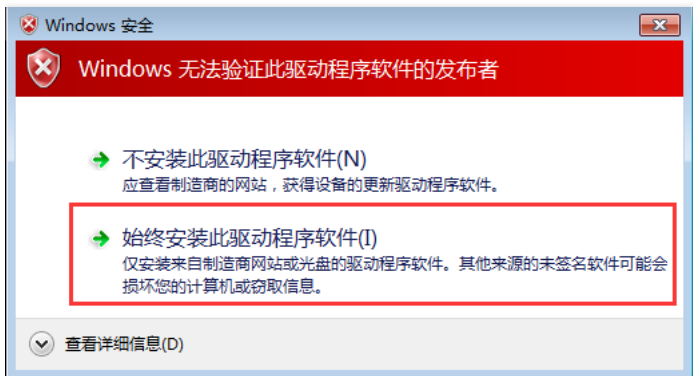 Windows 安全
Windows 无法验证此驱动程序软件的发布者
不安装此驱动程序软件(N)
应查看制造商的网站，获得设备的更新驱动程序软件。
始终安装此驱动程序软件(I)
仅安装来自制造商网站或光盘的驱动程序软件。其他来源的未签名软件可能会
损坏您的计算机或窃取信息。
查看详细信息(D)